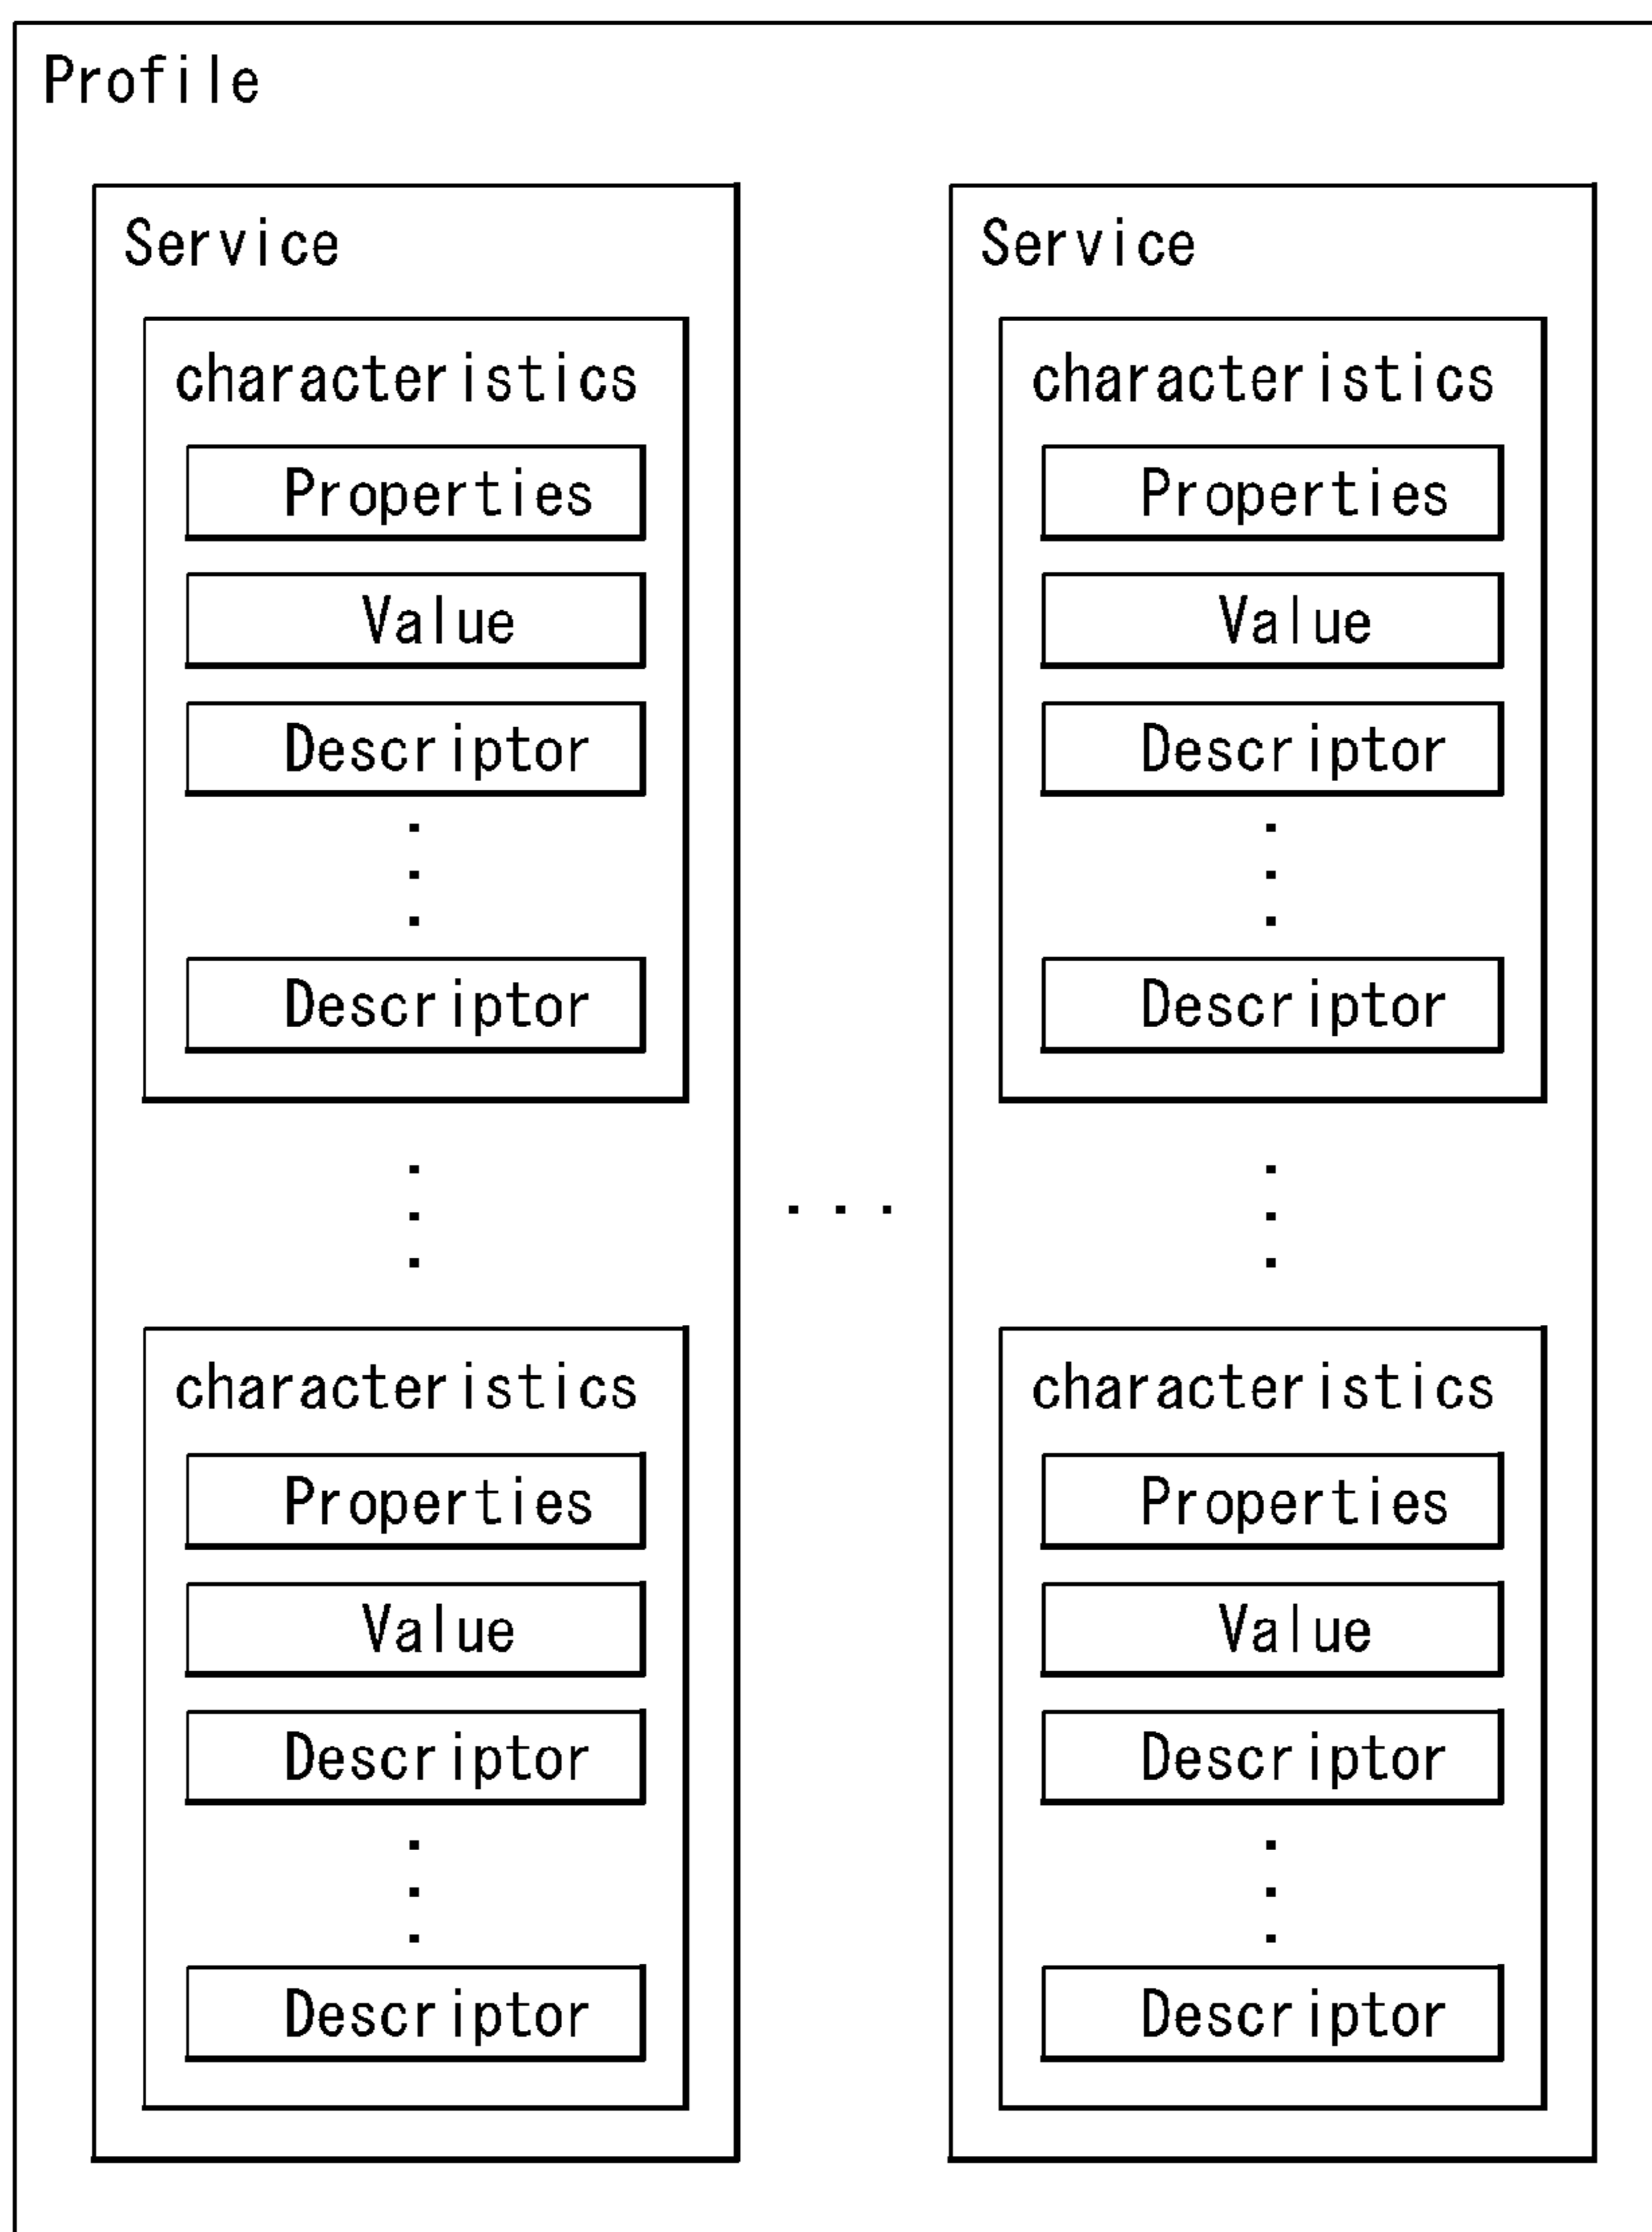 Profile
Service
characteristics
Properties
Value
Descriptor
Descriptor
characteristics
Properties
Value
Descriptor
Descriptor
Service
characteristics
Properties
Value
Descriptor
Descriptor
characteristics
Properties
Value
Descriptor
Descriptor